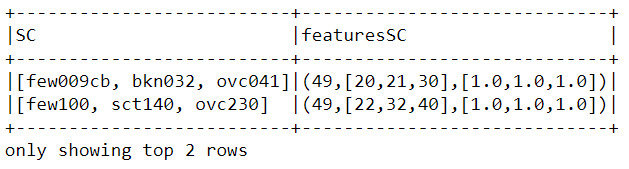 +--------------------------+----------------------------+
|SC                        |featuresSC                  |
+--------------------------+----------------------------+
|[few009cb, bkn032, ovc041]|(49,[20,21,30],[1.0,1.0,1.0])|
|[few100, sct140, ovc230]  |(49,[22,32,40],[1.0,1.0,1.0])|
+--------------------------+----------------------------+
only showing top 2 rows